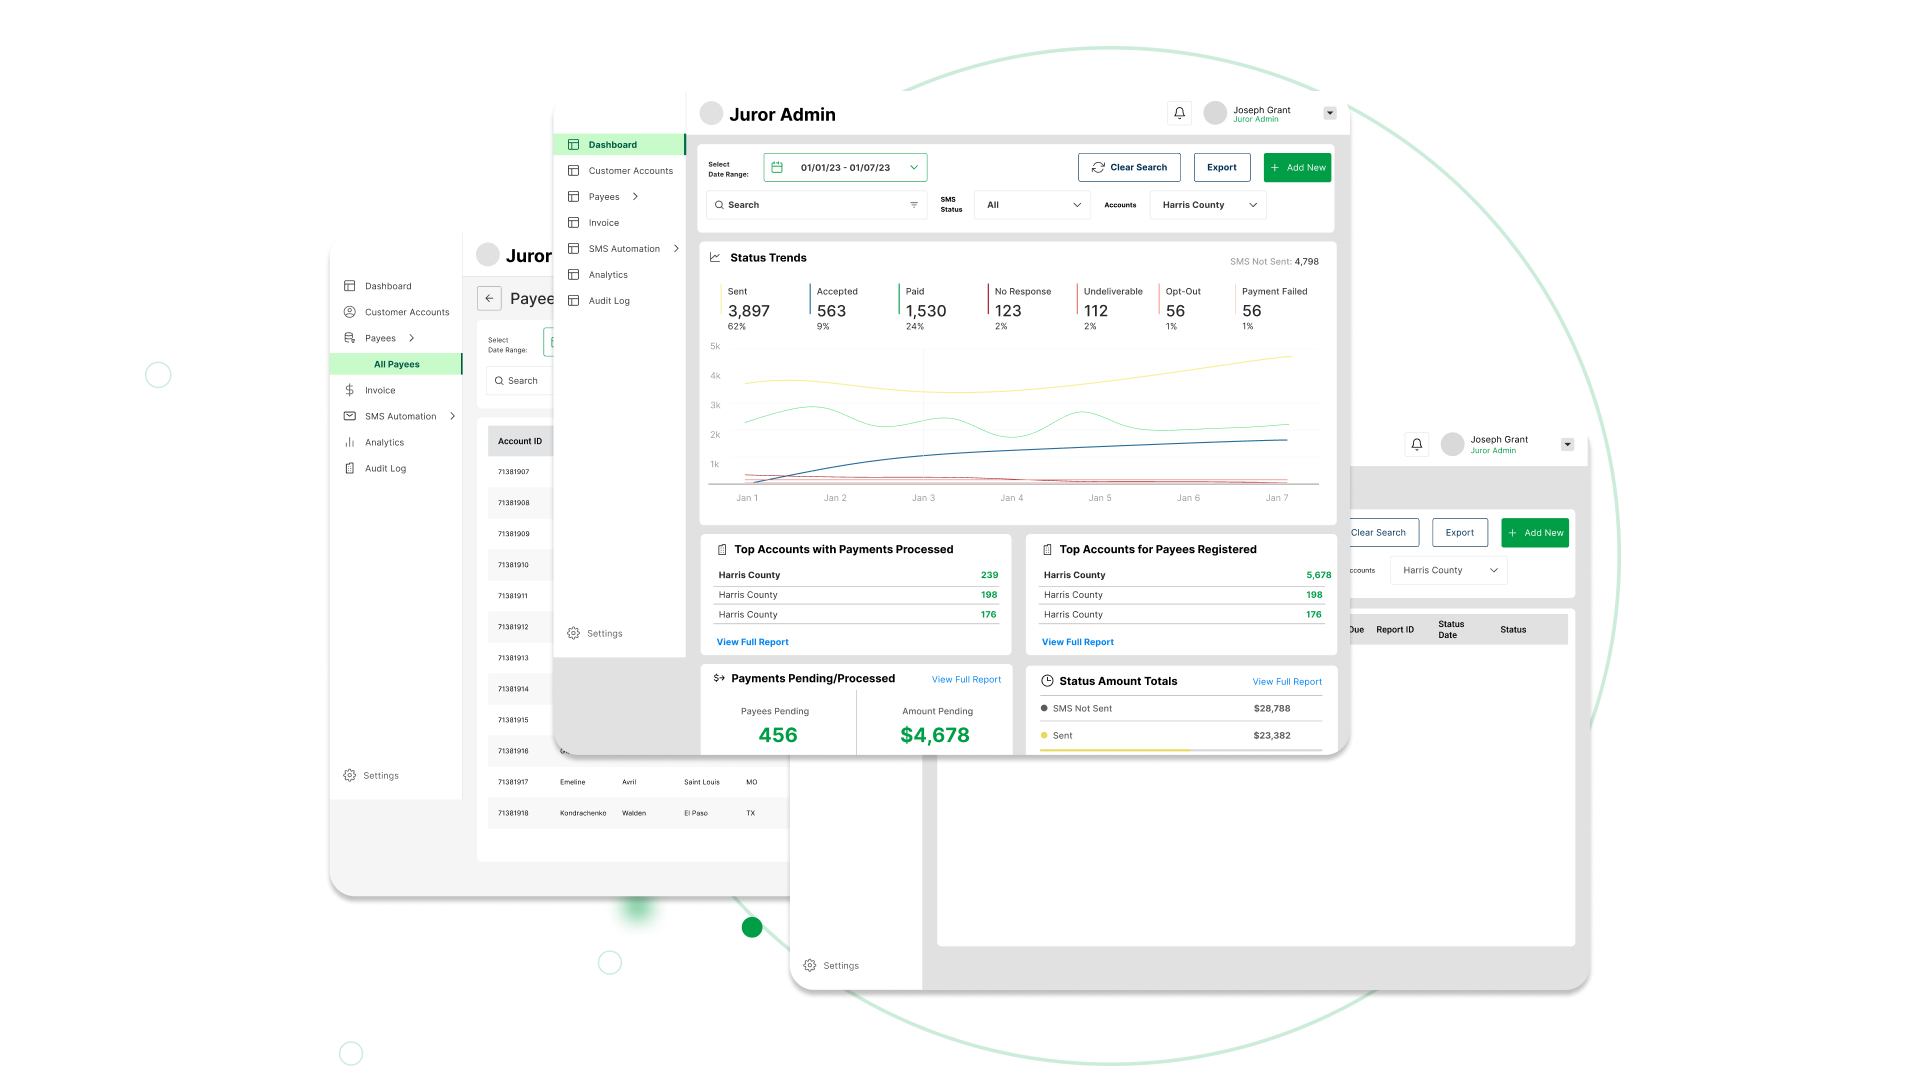 Juror Admin
Joseph Grant
Juror Admin
Dashboard
Customer Accounts
Payees
Invoice
SMS Automation
Analytics
Audit Log
Settings
Select
Date Range:
01/01/23 - 01/07/23
Clear Search
Export
+ Add New
Search
SMS
Status
All
Accounts
Harris County
Status Trends
SMS Not Sent: 4,798
Sent
3,897
62%
Accepted
563
9%
Paid
1,530
24%
No Response
123
2%
Undeliverable
112
2%
Opt-Out
56
1%
Payment Failed
56
1%
5k
4k
3k
2k
1k
Jan 1 Jan 2 Jan 3 Jan 4 Jan 5 Jan 6 Jan 7
Top Accounts with Payments Processed
Harris County 239
Harris County 198
Harris County 176
View Full Report
Top Accounts for Payees Registered
Harris County 5,678
Harris County 198
Harris County 176
View Full Report
Payments Pending/Processed
View Full Report
Payees Pending
456
Amount Pending
$4,678
Status Amount Totals
View Full Report
SMS Not Sent $28,788
Sent $23,382
Juror
Payee
Dashboard
Customer Accounts
Payees
All Payees
Invoice
SMS Automation
Analytics
Audit Log
Settings
Select
Date Range:
Search
Account ID
71381907
71381908
71381909
71381910
71381911
71381912
71381913
71381914
71381915
71381916
71381917 Emeline Avril Saint Louis MO
71381918 Kondrachenko Walden El Paso TX
Joseph Grant
Juror Admin
Clear Search
Export
+ Add New
ccounts
Harris County
Due
Report ID
Status
Date
Status
Settings